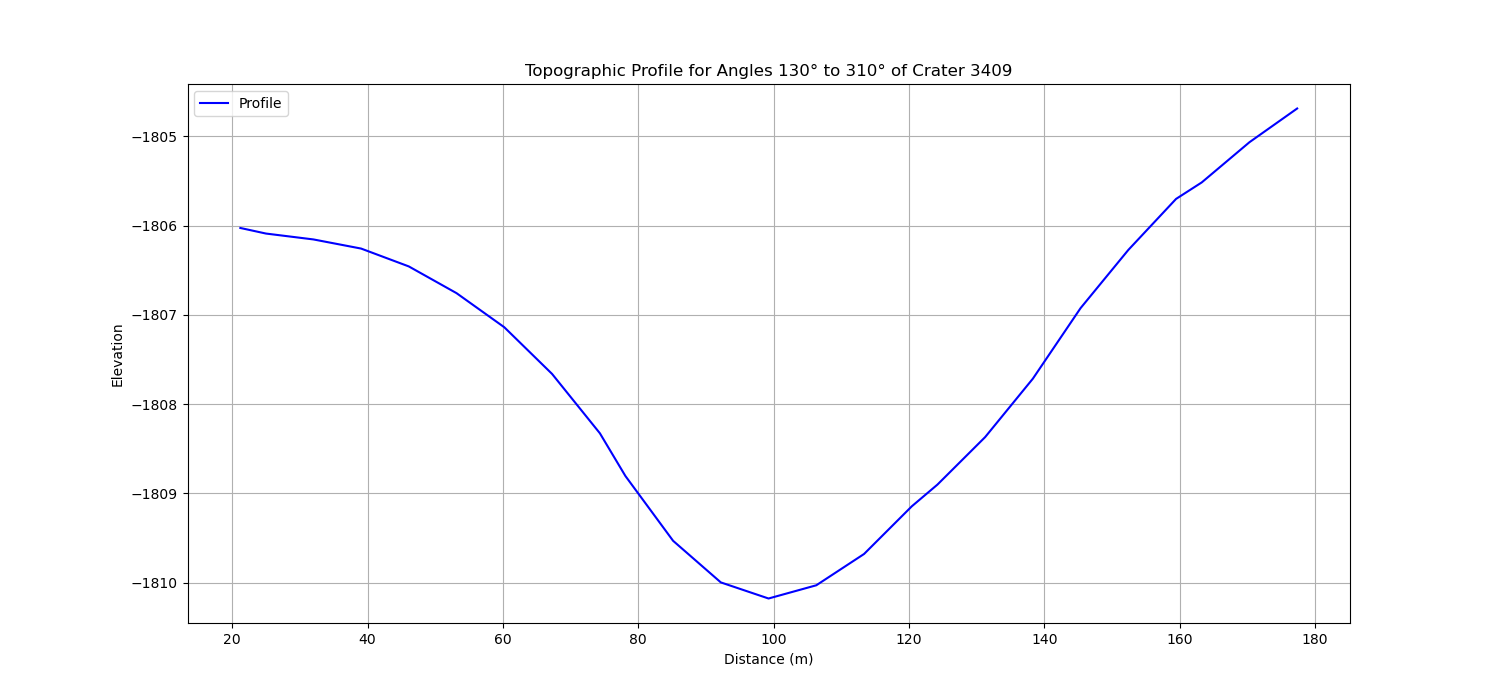 Topographic Profile for Angles 130° to 310° of Crater 3409
Profile
−1805
−1806
−1807
−1808
−1809
−1810
Elevation
20 40 60 80 100 120 140 160 180
Distance (m)